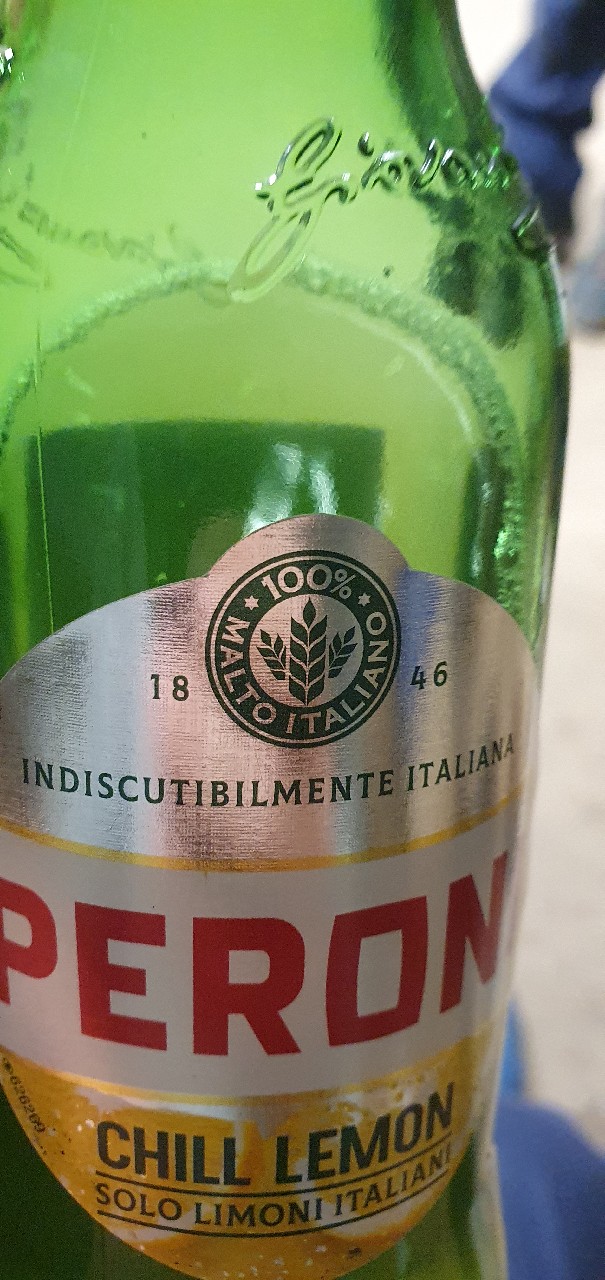 100%
MALTO ITALIANO
18 46
INDISCUTIBILMENTE ITALIANA
PERON
CHILL LEMON
SOLO LIMONI ITALIANI